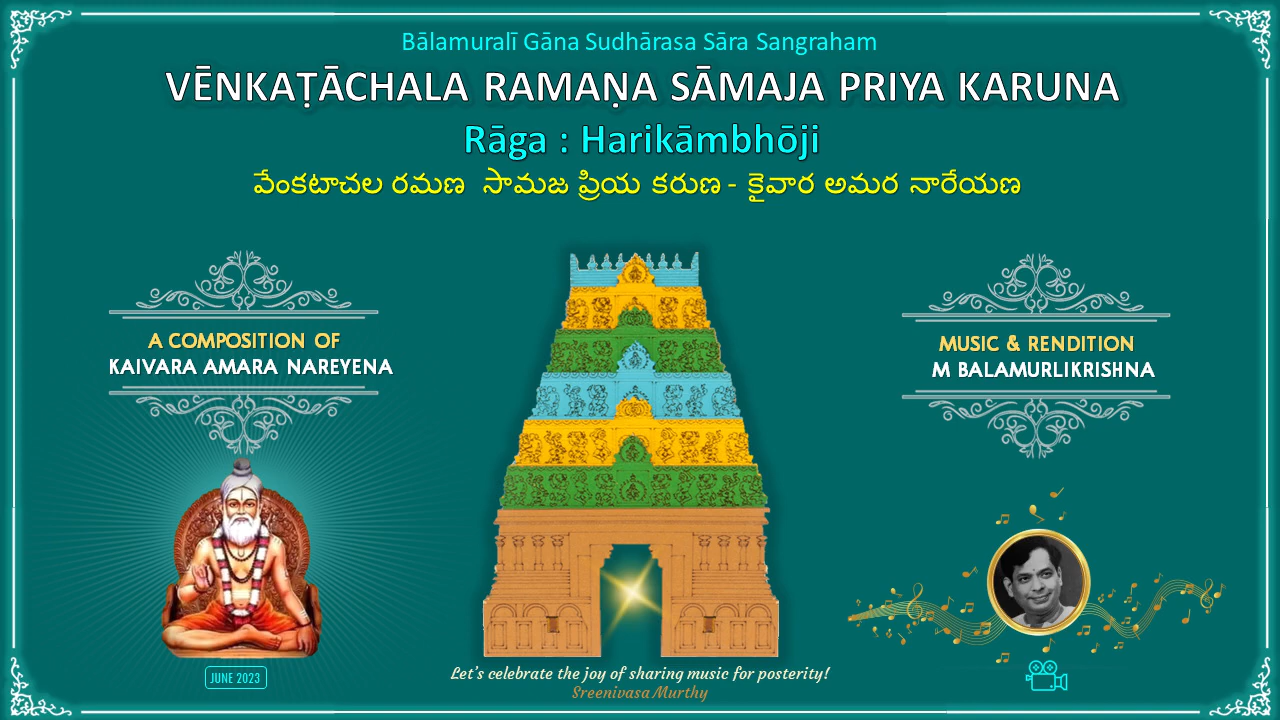 Bālamuralī Gāna Sudhārasa Sāra Sangraham
VĒNKAṬĀCHALA RAMAṆA SĀMAJA PRIYA KARUNA
Rāga : Harikāmbhōji
వేంకటాచల రమణ సామజ ప్రియ కరుణ - కైవార అమర నారేయణ
A COMPOSITION OF
KAIVARA AMARA NAREYENA
MUSIC & RENDITION
M BALAMURLIKRISHNA
JUNE 2023
Let's celebrate the joy of sharing music for posterity!
Sreenivasa Murthy